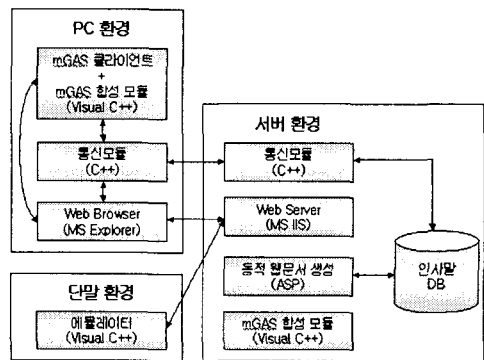 PC 환경
mGAS 클라이언트
+
mGAS 합성 모듈
(Visual C++)
통신모듈
(C++)
Web Browser
(MS Explorer)
단말 환경
에뮬레이터
(Visual C++)
서버 환경
통신모듈
(C++)
Web Server
(MS IIS)
동적 웹문서 생성
(ASP)
mGAS 합성 모듈
(Visual C++)
인사말
DB